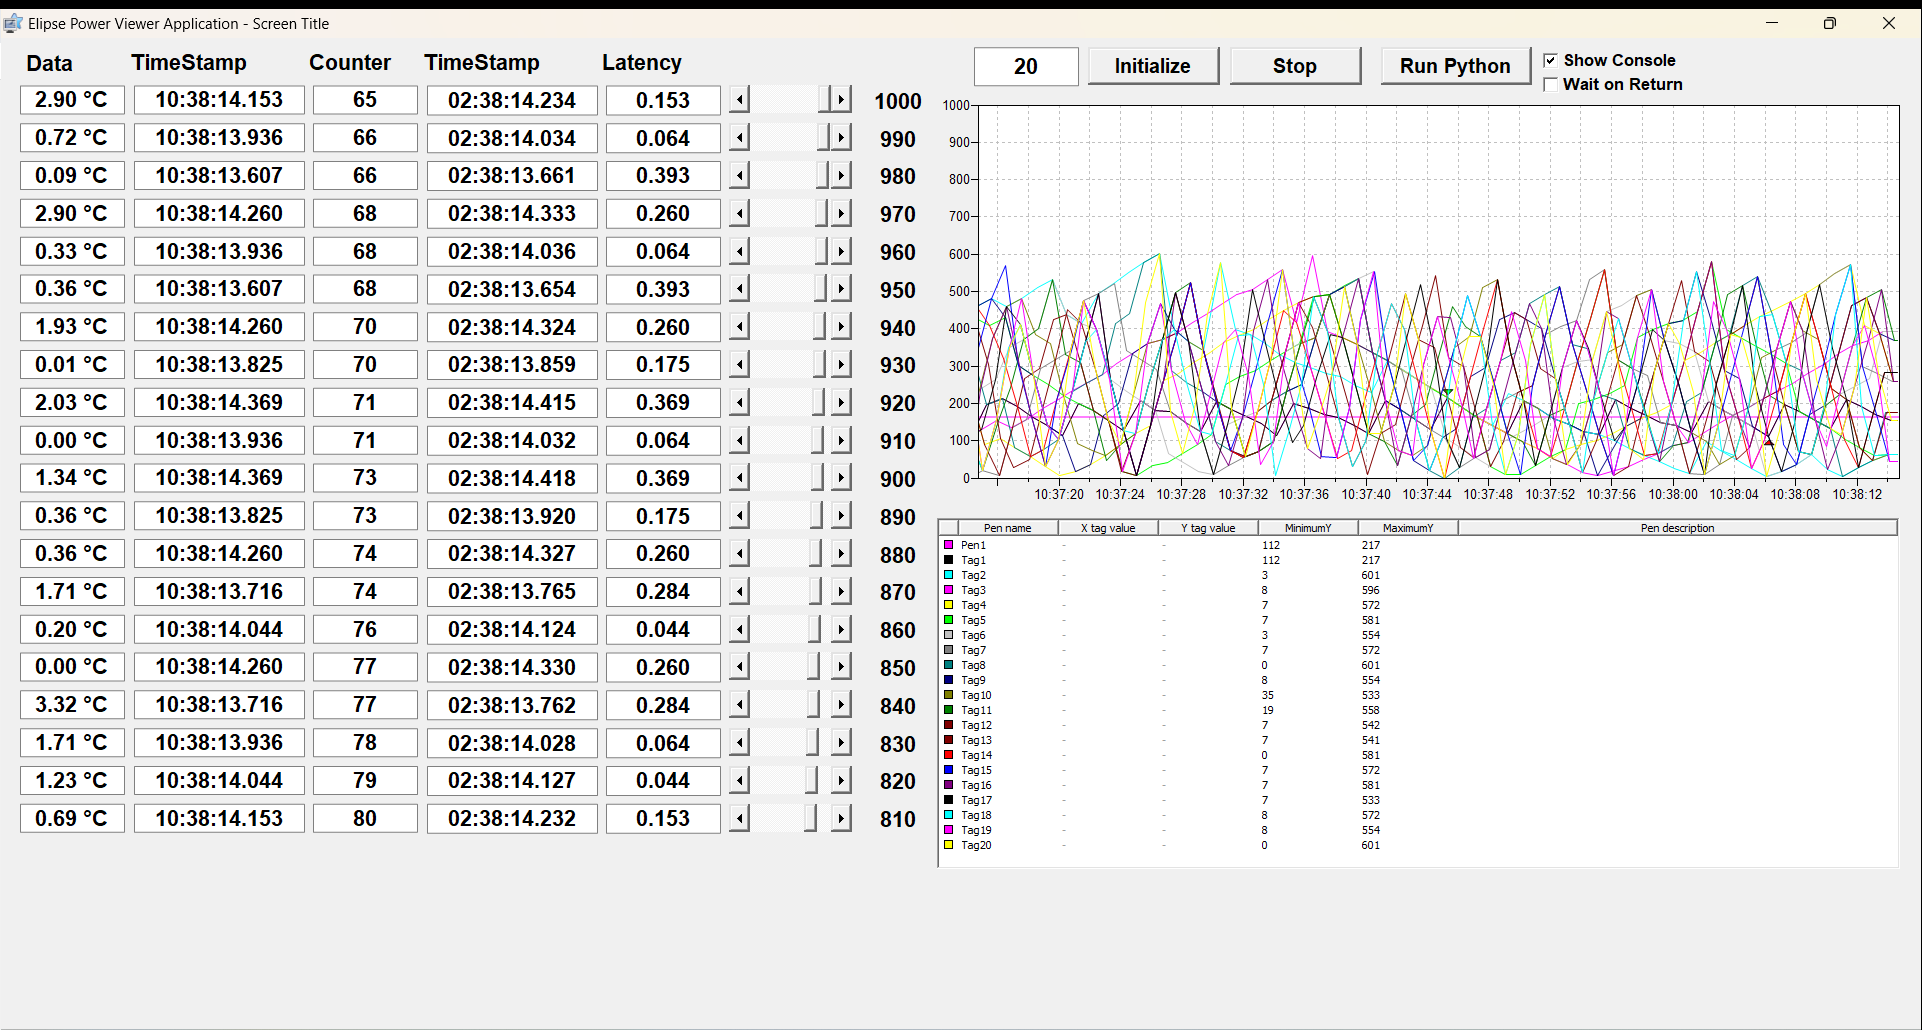 Elipse Power Viewer Application - Screen Title
Data TimeStamp Counter TimeStamp Latency
2.90 °C 10:38:14.153 65 02:38:14.234 0.153 1000
0.72 °C 10:38:13.936 66 02:38:14.034 0.064 990
0.09 °C 10:38:13.607 66 02:38:13.661 0.393 980
2.90 °C 10:38:14.260 68 02:38:14.333 0.260 970
0.33 °C 10:38:13.936 68 02:38:14.036 0.064 960
0.36 °C 10:38:13.607 68 02:38:13.654 0.393 950
1.93 °C 10:38:14.260 70 02:38:14.324 0.260 940
0.01 °C 10:38:13.825 70 02:38:13.859 0.175 930
2.03 °C 10:38:14.369 71 02:38:14.415 0.369 920
0.00 °C 10:38:13.936 71 02:38:14.032 0.064 910
1.34 °C 10:38:14.369 73 02:38:14.418 0.369 900
0.36 °C 10:38:13.825 73 02:38:13.920 0.175 890
0.36 °C 10:38:14.260 74 02:38:14.327 0.260 880
1.71 °C 10:38:13.716 74 02:38:13.765 0.284 870
0.20 °C 10:38:14.044 76 02:38:14.124 0.044 860
0.00 °C 10:38:14.260 77 02:38:14.330 0.260 850
3.32 °C 10:38:13.716 77 02:38:13.762 0.284 840
1.71 °C 10:38:13.936 78 02:38:14.028 0.064 830
1.23 °C 10:38:14.044 79 02:38:14.127 0.044 820
0.69 °C 10:38:14.153 80 02:38:14.232 0.153 810
20 Initialize Stop Run Python
Show Console
Wait on Return
1000
900
800
700
600
500
400
300
200
100
0
10:37:20 10:37:24 10:37:28 10:37:32 10:37:36 10:37:40 10:37:44 10:37:48 10:37:52 10:37:56 10:38:00 10:38:04 10:38:08 10:38:12
Pen name X tag value Y tag value MinimumY MaximumY Pen description
Pen1 - - 112 217
Tag1 - - 112 217
Tag2 - - 3 601
Tag3 - - 8 596
Tag4 - - 7 572
Tag5 - - 7 581
Tag6 - - 3 554
Tag7 - - 7 572
Tag8 - - 0 601
Tag9 - - 8 554
Tag10 - - 35 533
Tag11 - - 19 558
Tag12 - - 7 542
Tag13 - - 7 541
Tag14 - - 0 581
Tag15 - - 7 572
Tag16 - - 7 581
Tag17 - - 7 533
Tag18 - - 8 572
Tag19 - - 8 554
Tag20 - - 0 601